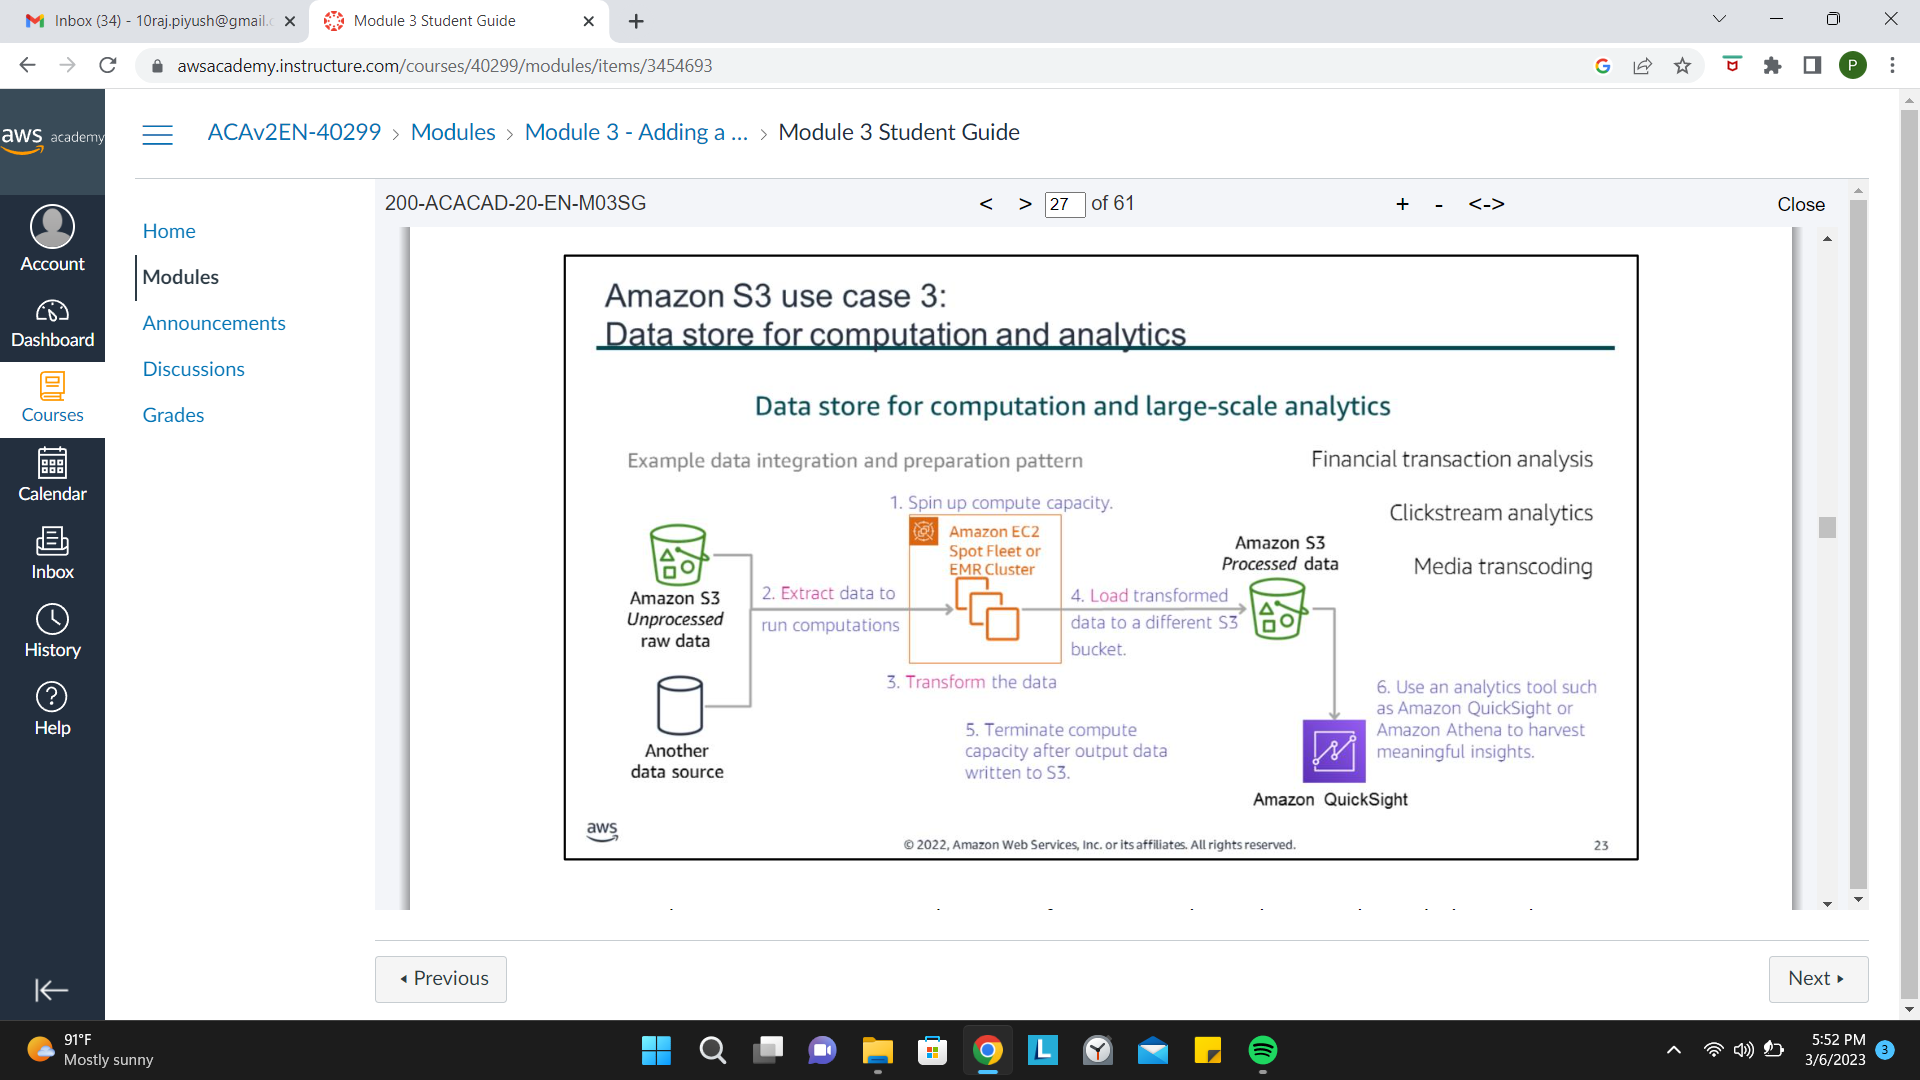 Inbox (34) - 10raj.piyush@gmail.c
Module 3 Student Guide
awsacademy.instructure.com/courses/40299/modules/items/3454693
P
aws academy
ACAv2EN-40299 > Modules > Module 3 - Adding a ... > Module 3 Student Guide
Account
Dashboard
Courses
Calendar
Inbox
History
Help
Home
Modules
Announcements
Discussions
Grades
200-ACACAD-20-EN-M03SG
< > 27 of 61
+ - <->
Close
Amazon S3 use case 3:
Data store for computation and analytics
Data store for computation and large-scale analytics
Example data integration and preparation pattern
Financial transaction analysis
Clickstream analytics
Media transcoding
1. Spin up compute capacity.
Amazon EC2
Spot Fleet or
EMR Cluster
Amazon S3
Unprocessed
raw data
2. Extract data to
run computations
3. Transform the data
4. Load transformed
data to a different S3
bucket.
Amazon S3
Processed data
Another
data source
5. Terminate compute
capacity after output data
written to S3.
6. Use an analytics tool such
as Amazon QuickSight or
Amazon Athena to harvest
meaningful insights.
Amazon QuickSight
aws
© 2022, Amazon Web Services, Inc. or its affiliates. All rights reserved.
23
Previous
Next
91°F
Mostly sunny
L
5:52 PM
3/6/2023
3